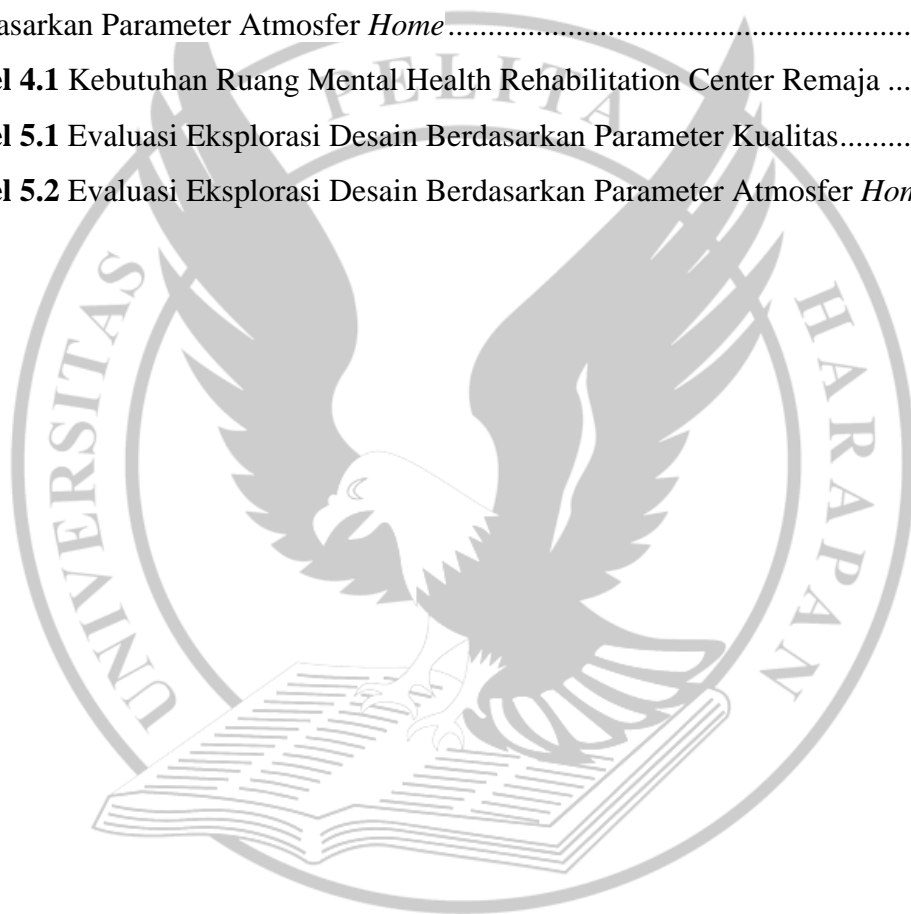 asarkan Parameter Atmosfer Home........................................................................
el 4.1 Kebutuhan Ruang Mental Health Rehabilitation Center Remaja ...
el 5.1 Evaluasi Eksplorasi Desain Berdasarkan Parameter Kualitas..........
el 5.2 Evaluasi Eksplorasi Desain Berdasarkan Parameter Atmosfer Hom
UNIVERSITAS
PELITA
HARAPAN